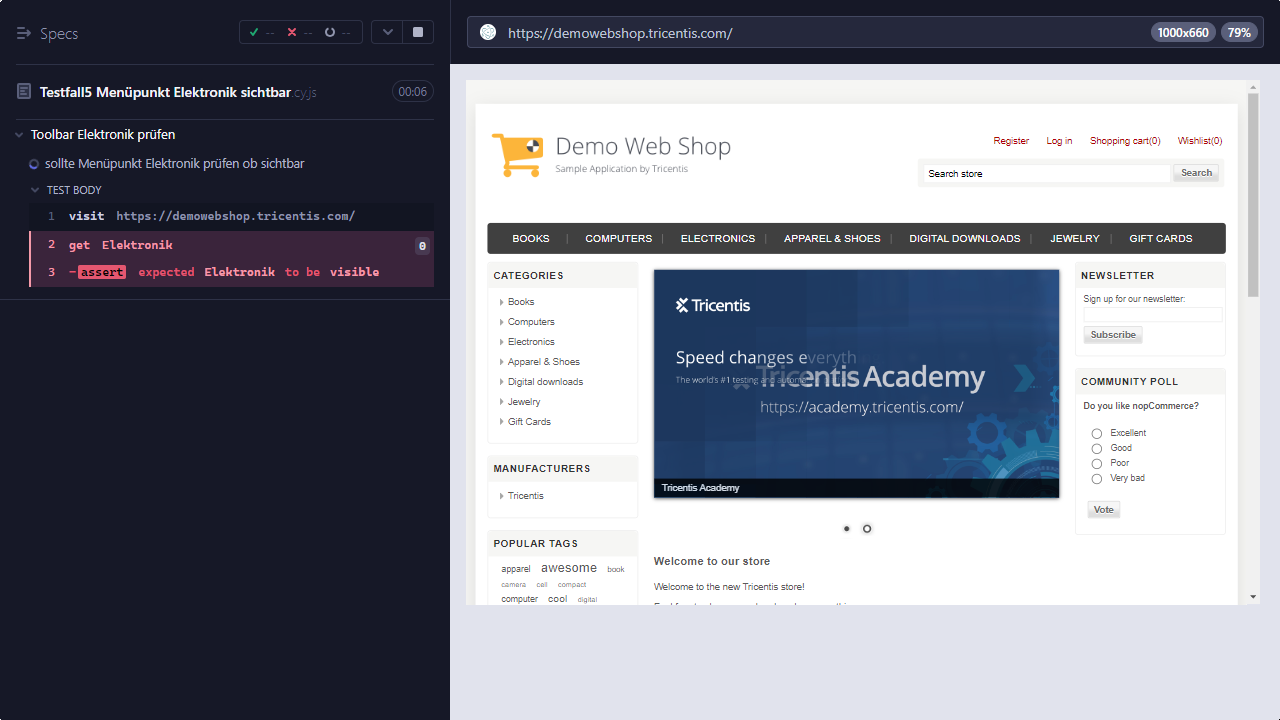 Specs
-- -- --
https://demowebshop.tricentis.com/
1000x660
79%
Testfall5 Menüpunkt Elektronik sichtbar.cy.js
00:06
Toolbar Elektronik prüfen
sollte Menüpunkt Elektronik prüfen ob sichtbar
TEST BODY
1 visit https://demowebshop.tricentis.com/
2 get Elektronik 0
3 -assert expected Elektronik to be visible
Demo Web Shop
Sample Application by Tricentis
Register Log in Shopping cart(0) Wishlist(0)
Search store
Search
BOOKS | COMPUTERS | ELECTRONICS | APPAREL & SHOES | DIGITAL DOWNLOADS | JEWELRY | GIFT CARDS
CATEGORIES
Books
Computers
Electronics
Apparel & Shoes
Digital downloads
Jewelry
Gift Cards
MANUFACTURERS
Tricentis
POPULAR TAGS
apparel awesome book
camera cell compact
computer cool digital
Tricentis
Speed changes everyth
The world's #1 testing and automa
Tricentis Academy
https://academy.tricentis.com/
Tricentis Academy
Welcome to our store
Welcome to the new Tricentis store!
NEWSLETTER
Sign up for our newsletter:
Subscribe
COMMUNITY POLL
Do you like nopCommerce?
Excellent
Good
Poor
Very bad
Vote